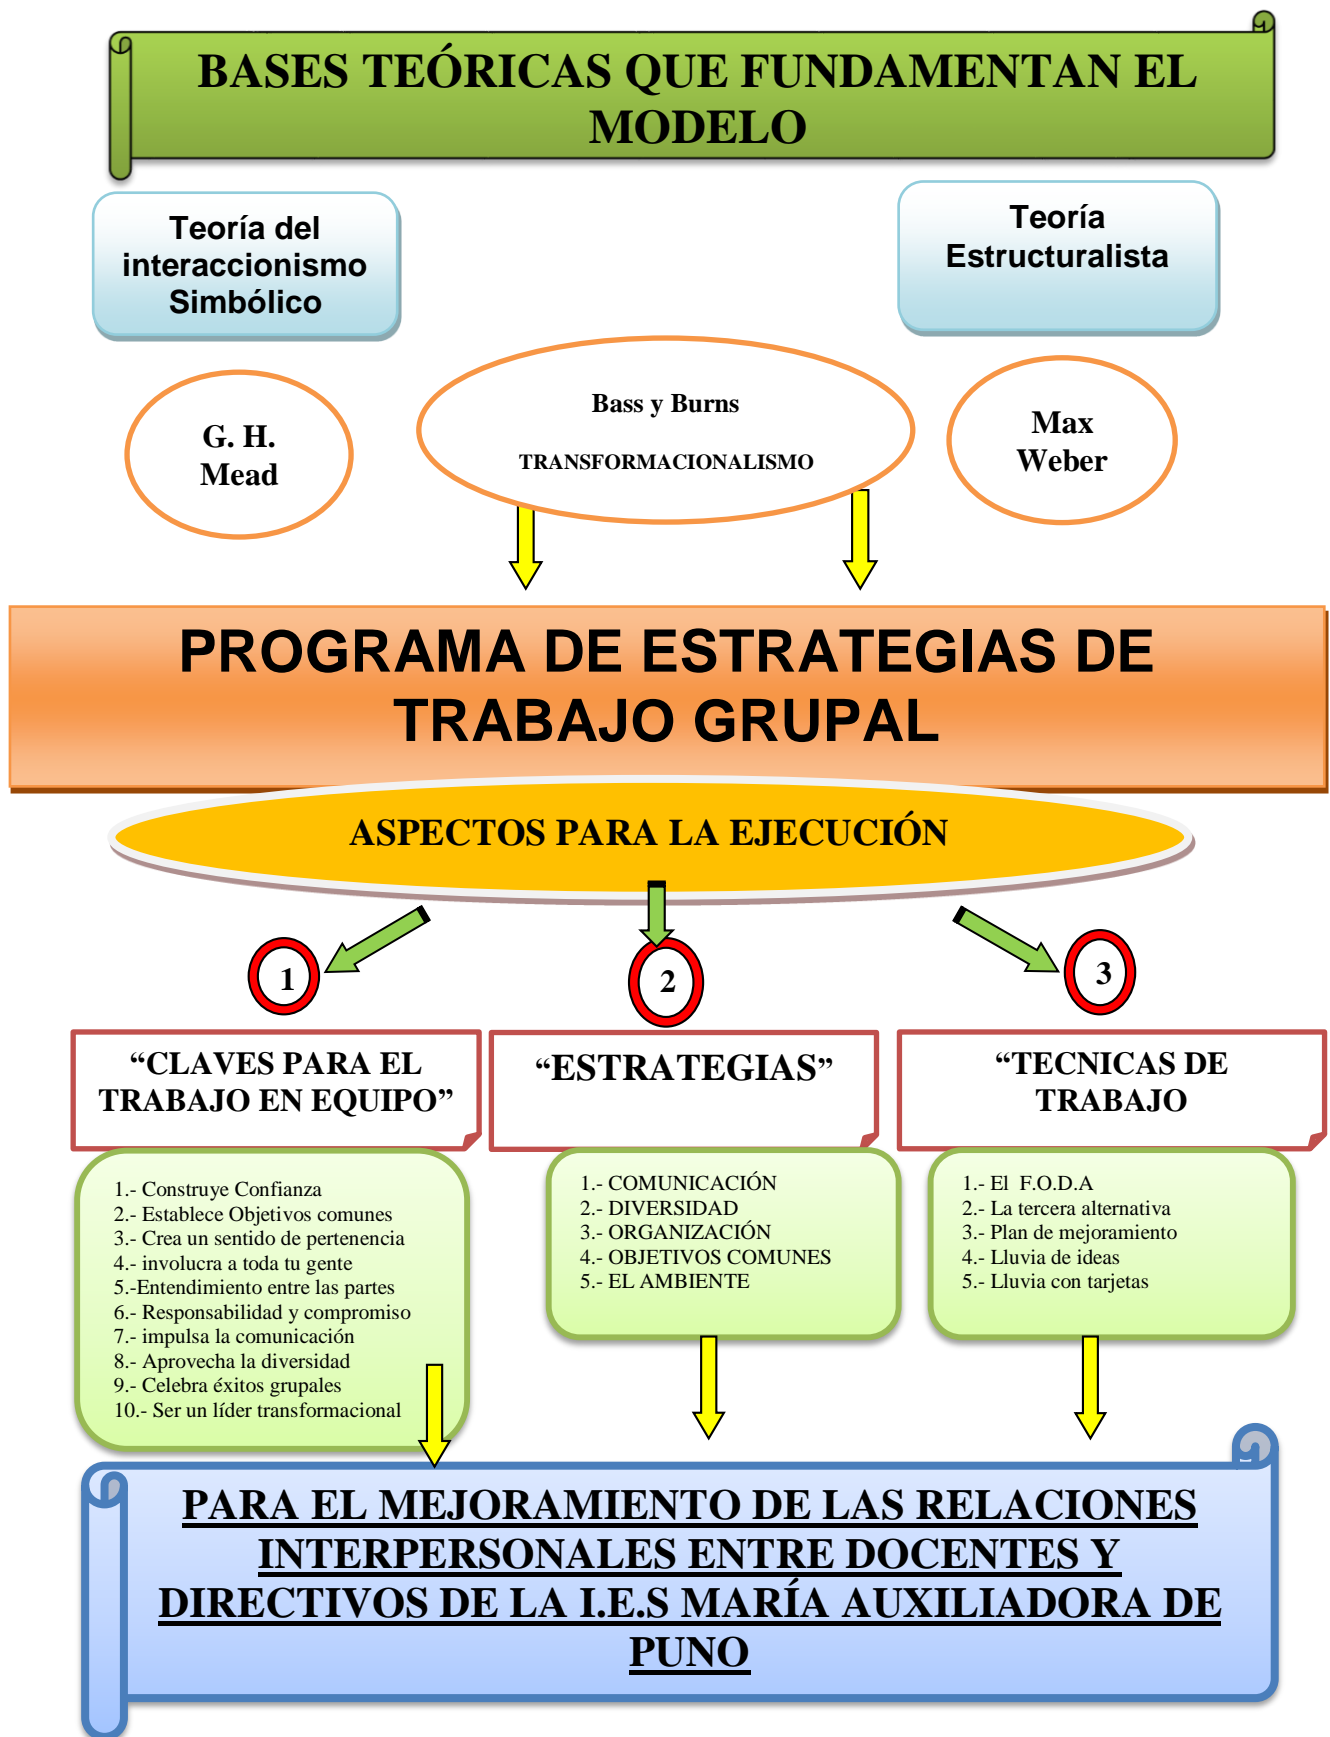 BASES TEÓRICAS QUE FUNDAMENTAN EL
MODELO
Teoría del
interaccionismo
Simbólico
Teoría
Estructuralista
G. H.
Mead
Bass y Burns
TRANSFORMACIONALISMO
Max
Weber
PROGRAMA DE ESTRATEGIAS DE
TRABAJO GRUPAL
ASPECTOS PARA LA EJECUCIÓN
1
2
3
“CLAVES PARA EL
TRABAJO EN EQUIPO”
1.- Construye Confianza
2.- Establece Objetivos comunes
3.- Crea un sentido de pertenencia
4.- involucra a toda tu gente
5.-Entendimiento entre las partes
6.- Responsabilidad y compromiso
7.- impulsa la comunicación
8.- Aprovecha la diversidad
9.- Celebra éxitos grupales
10.- Ser un líder transformacional
“ESTRATEGIAS”
1.- COMUNICACIÓN
2.- DIVERSIDAD
3.- ORGANIZACIÓN
4.- OBJETIVOS COMUNES
5.- EL AMBIENTE
“TECNICAS DE
TRABAJO
1.- El  F.O.D.A
2.- La tercera alternativa
3.- Plan de mejoramiento
4.- Lluvia de ideas
5.- Lluvia con tarjetas
PARA EL MEJORAMIENTO DE LAS RELACIONES
INTERPERSONALES ENTRE DOCENTES Y
DIRECTIVOS DE LA I.E.S MARÍA AUXILIADORA DE
PUNO